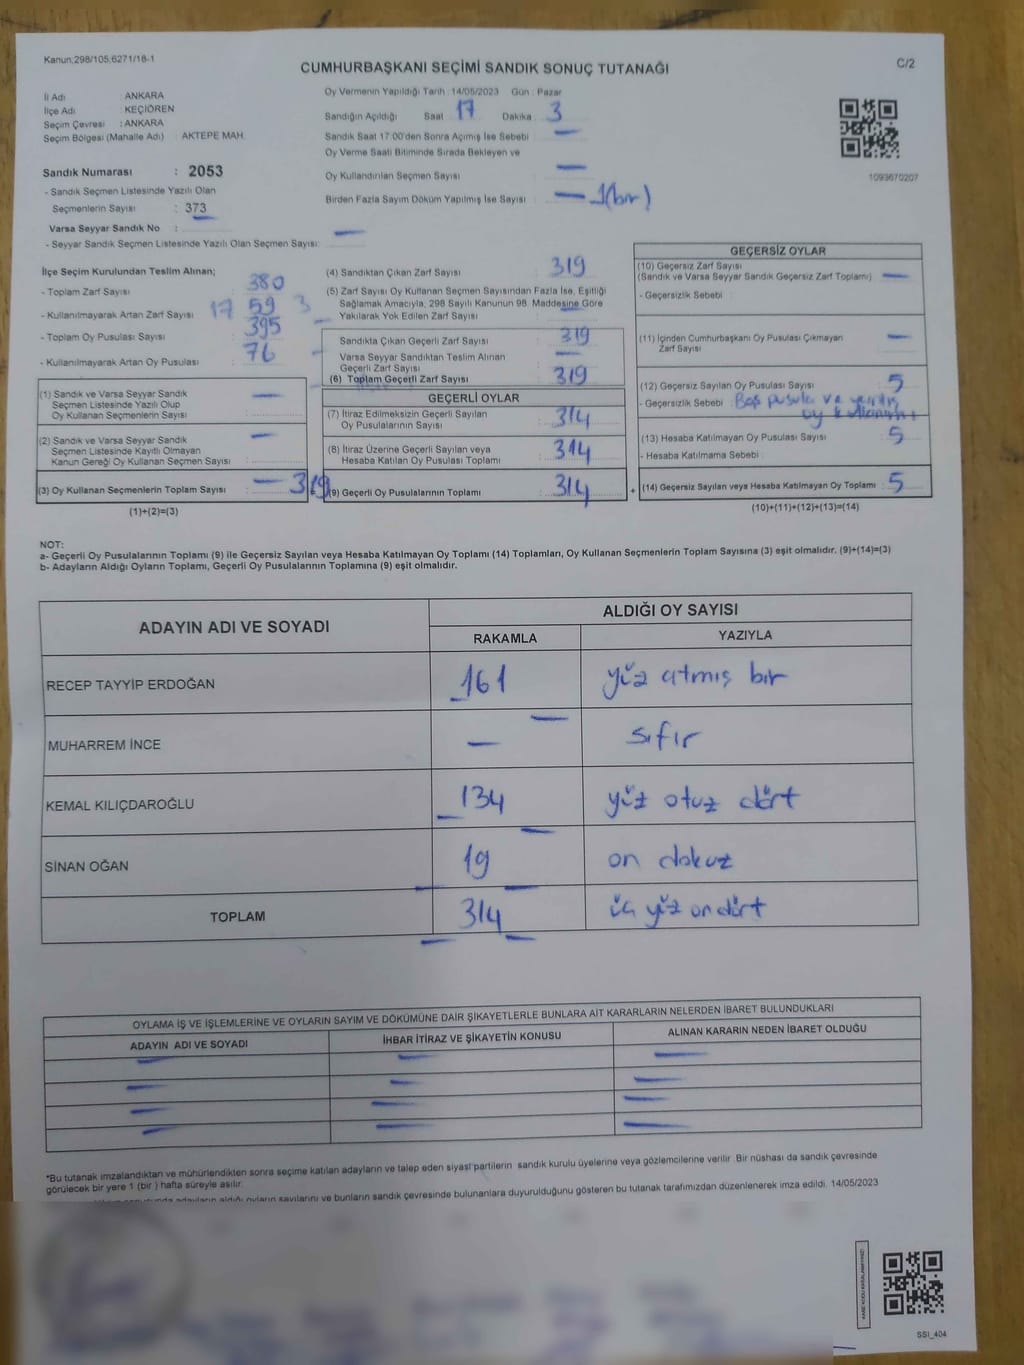 Kanun,298/105,6271/18-1
C/2
CUMHURBAŞKANI SEÇİMİ SANDIK SONUÇ TUTANAĞI
İl Adı : ANKARA
İlçe Adı : KEÇİÖREN
Seçim Çevresi : ANKARA
Seçim Bölgesi (Mahalle Adı) : AKTEPE MAH.
Oy Vermenin Yapıldığı Tarih : 14/05/2023 Gün : Pazar
Sandığın Açıldığı Saat 17 Dakika 3
Sandık Saat 17:00'den Sonra Açılmış İse Sebebi —
Oy Verme Saati Bitiminde Sırada Bekleyen ve
Oy Kullandırılan Seçmen Sayısı —
Birden Fazla Sayım Döküm Yapılmış İse Sayısı — 1(bir)
1093670207
Sandık Numarası : 2053
- Sandık Seçmen Listesinde Yazılı Olan
Seçmenlerin Sayısı : 373
Varsa Seyyar Sandık No : —
- Seyyar Sandık Seçmen Listesinde Yazılı Olan Seçmen Sayısı: —
İlçe Seçim Kurulundan Teslim Alınan;
- Toplam Zarf Sayısı : 380
- Kullanılmayarak Artan Zarf Sayısı : 59
- Toplam Oy Pusulası Sayısı : 395
- Kullanılmayarak Artan Oy Pusulası : 76
(1) Sandık ve Varsa Seyyar Sandık
Seçmen Listesinde Yazılı Olup
Oy Kullanan Seçmenlerin Sayısı : —
(2) Sandık ve Varsa Seyyar Sandık
Seçmen Listesinde Kayıtlı Olmayan
Kanun Gereği Oy Kullanan Seçmen Sayısı : —
(3) Oy Kullanan Seçmenlerin Toplam Sayısı : — 319
(1)+(2)=(3)
(4) Sandıktan Çıkan Zarf Sayısı : 319
(5) Zarf Sayısı Oy Kullanan Seçmen Sayısından Fazla İse, Eşitliği
Sağlamak Amacıyla, 298 Sayılı Kanunun 98. Maddesine Göre
Yakılarak Yok Edilen Zarf Sayısı : —
Sandıkta Çıkan Geçerli Zarf Sayısı : 319
Varsa Seyyar Sandıktan Teslim Alınan
Geçerli Zarf Sayısı : —
(6) Toplam Geçerli Zarf Sayısı : 319
GEÇERLİ OYLAR
(7) İtiraz Edilmeksizin Geçerli Sayılan
Oy Pusulalarının Sayısı : 314
(8) İtiraz Üzerine Geçerli Sayılan veya
Hesaba Katılan Oy Pusulası Toplamı : 314
(9) Geçerli Oy Pusulalarının Toplamı : 314
GEÇERSİZ OYLAR
(10) Geçersiz Zarf Sayısı
(Sandık ve Varsa Seyyar Sandık Geçersiz Zarf Toplamı) : —
- Geçersizlik Sebebi :
(11) İçinden Cumhurbaşkanı Oy Pusulası Çıkmayan
Zarf Sayısı : —
(12) Geçersiz Sayılan Oy Pusulası Sayısı : 5
- Geçersizlik Sebebi : Boş pusula ve
oy
(13) Hesaba Katılmayan Oy Pusulası Sayısı : 5
- Hesaba Katılmama Sebebi :
+ (14) Geçersiz Sayılan veya Hesaba Katılmayan Oy Toplamı : 5
(10)+(11)+(12)+(13)=(14)
NOT:
a- Geçerli Oy Pusulalarının Toplamı (9) ile Geçersiz Sayılan veya Hesaba Katılmayan Oy Toplamı (14) Toplamları, Oy Kullanan Seçmenlerin Toplam Sayısına (3) eşit olmalıdır. (9)+(14)=(3)
b- Adayların Aldığı Oyların Toplamı, Geçerli Oy Pusulalarının Toplamına (9) eşit olmalıdır.
ADAYIN ADI VE SOYADI
ALDIĞI OY SAYISI
RAKAMLA YAZIYLA
RECEP TAYYİP ERDOĞAN 161 yüz atmış bir
MUHARREM İNCE — sıfır
KEMAL KILIÇDAROĞLU 134 yüz otuz dört
SİNAN OĞAN 19 on dokuz
TOPLAM 314 üç yüz on dört
OYLAMA İŞ VE İŞLEMLERİNE VE OYLARIN SAYIM VE DÖKÜMÜNE DAİR ŞİKAYETLERLE BUNLARA AİT KARARLARIN NELERDEN İBARET BULUNDUKLARI
ADAYIN ADI VE SOYADI İHBAR İTİRAZ VE ŞİKAYETİN KONUSU ALINAN KARARIN NEDEN İBARET OLDUĞU
*Bu tutanak imzalandıktan ve mühürlendikten sonra seçime katılan adayların ve talep eden siyasi partilerin sandık kurulu üyelerine veya gözlemcilerine verilir. Bir nüshası da sandık çevresinde
görülecek bir yere 1 (bir) hafta süreyle asılır.
adayların aldığı oyların sayılarını ve bunların sandık çevresinde bulunanlara duyurulduğunu gösteren bu tutanak tarafımızdan düzenlenerek imza edildi. 14/05/2023
SSI_404